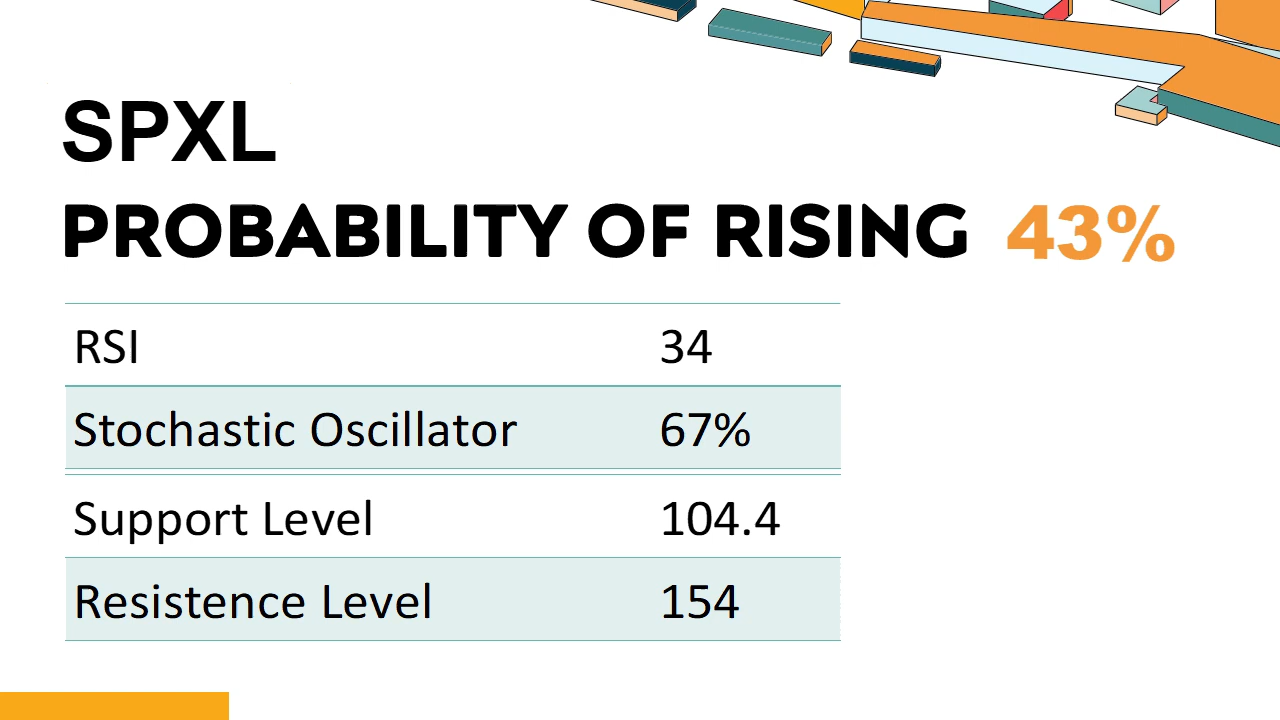 SPXL
PROBABILITY OF RISING 43%
RSI 34
Stochastic Oscillator 67%
Support Level 104.4
Resistence Level 154